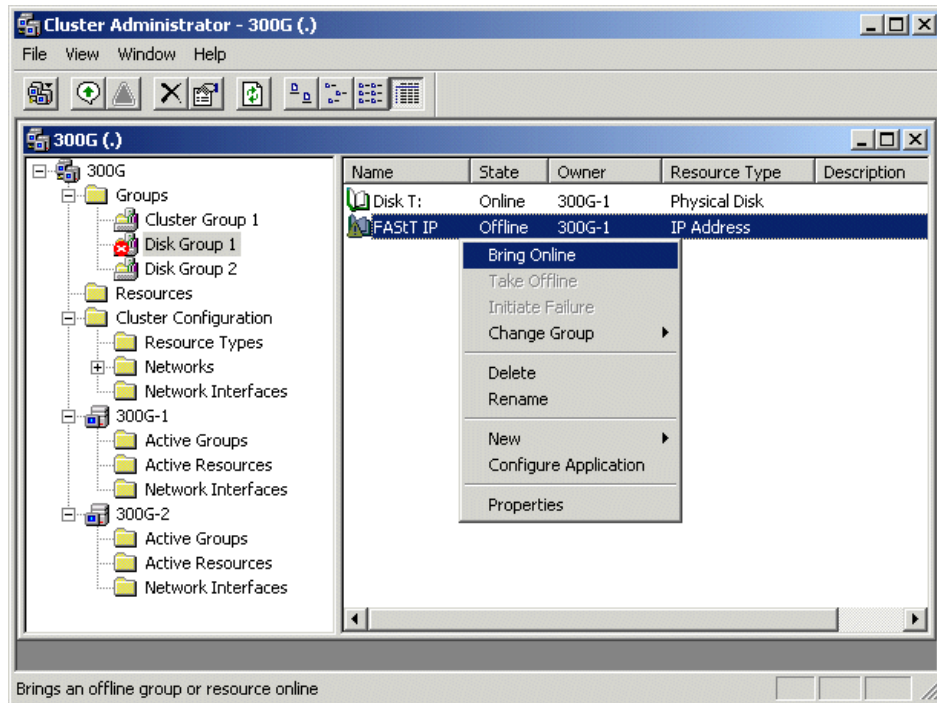 Cluster Administrator - 300G (.)
File View Window Help
300G (.)
300G
Groups
Cluster Group 1
Disk Group 1
Disk Group 2
Resources
Cluster Configuration
Resource Types
Networks
Network Interfaces
300G-1
Active Groups
Active Resources
Network Interfaces
300G-2
Active Groups
Active Resources
Network Interfaces
Name State Owner Resource Type Description
Disk T: Online 300G-1 Physical Disk
FAStT IP Offline 300G-1 IP Address
Bring Online
Take Offline
Initiate Failure
Change Group
Delete
Rename
New
Configure Application
Properties
Brings an offline group or resource online